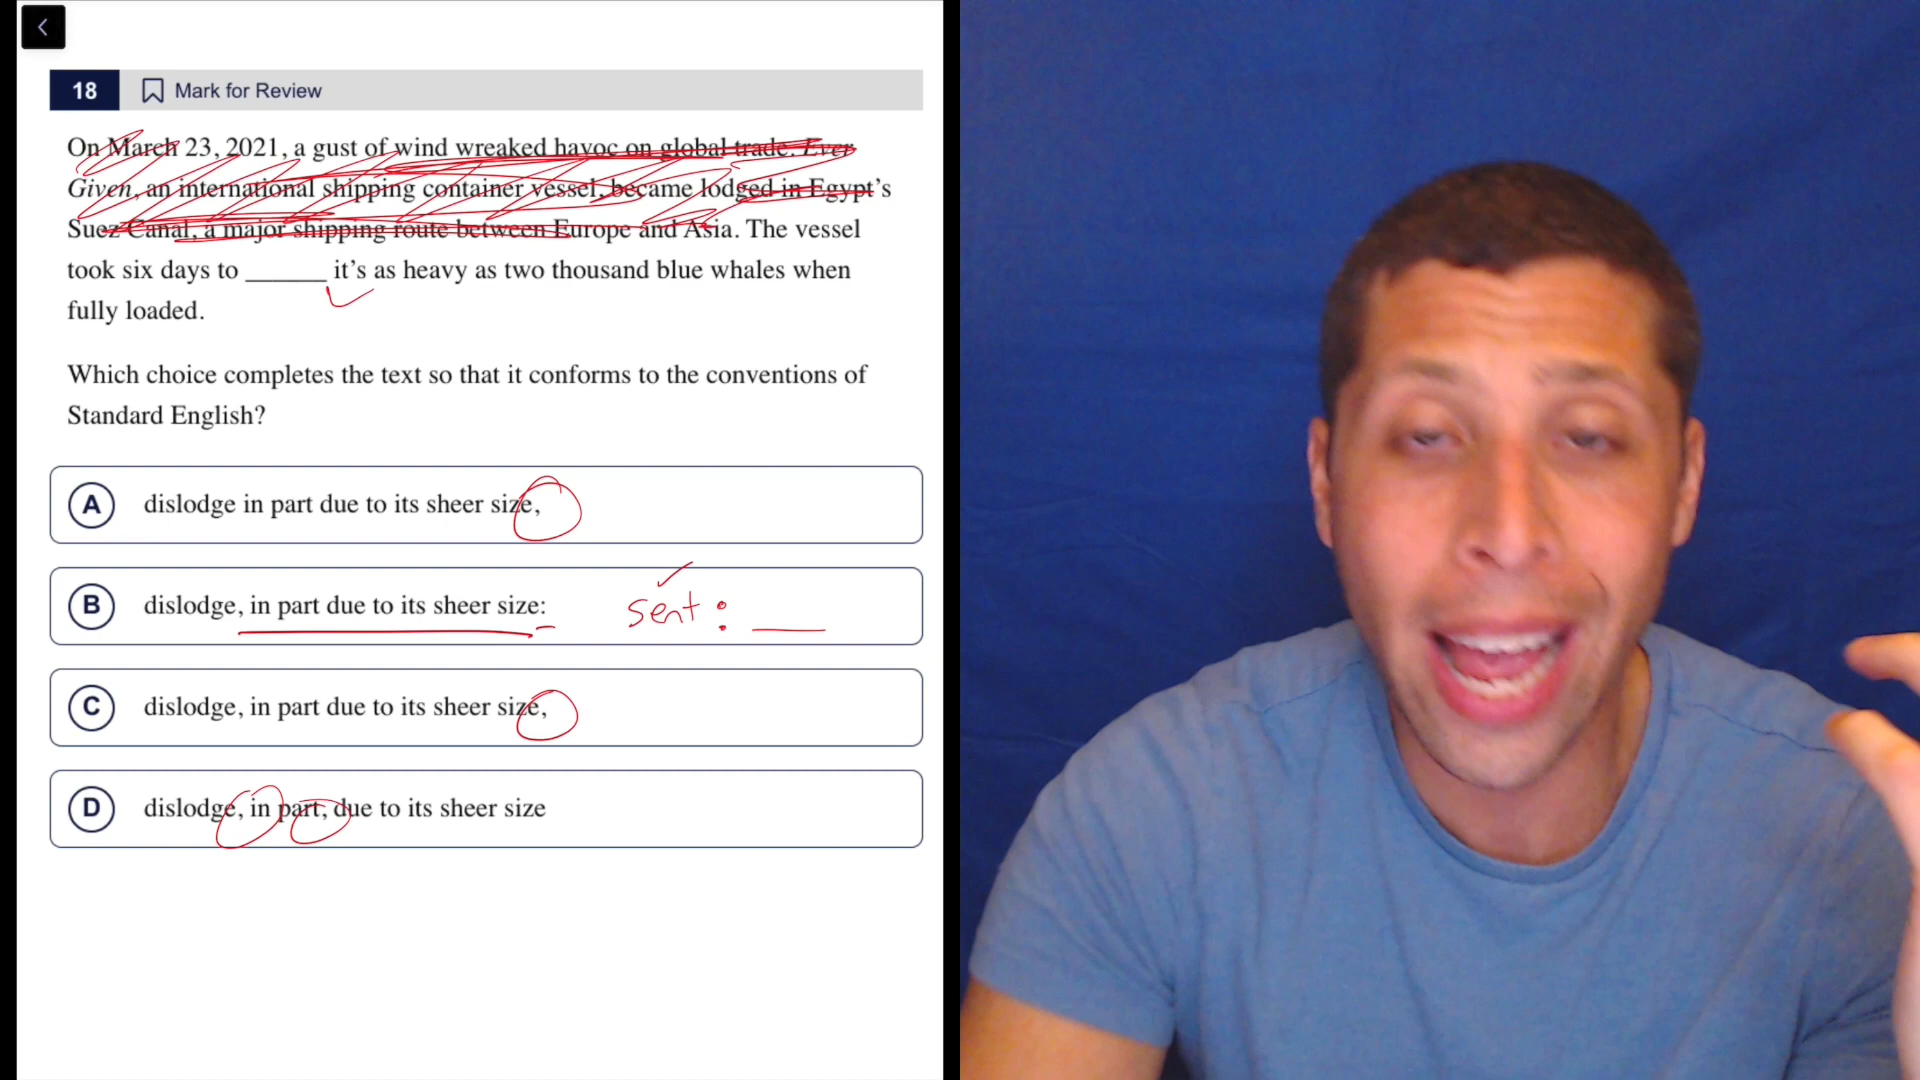 18 Mark for Review
On March 23, 2021, a gust of wind wreaked havoc on global trade. Ever
Given, an international shipping container vessel, became lodged in Egypt's
Suez Canal, a major shipping route between Europe and Asia. The vessel
took six days to ______ it's as heavy as two thousand blue whales when
fully loaded.
Which choice completes the text so that it conforms to the conventions of
Standard English?
A dislodge in part due to its sheer size,
B dislodge, in part due to its sheer size: sent : ____
C dislodge, in part due to its sheer size,
D dislodge, in part, due to its sheer size